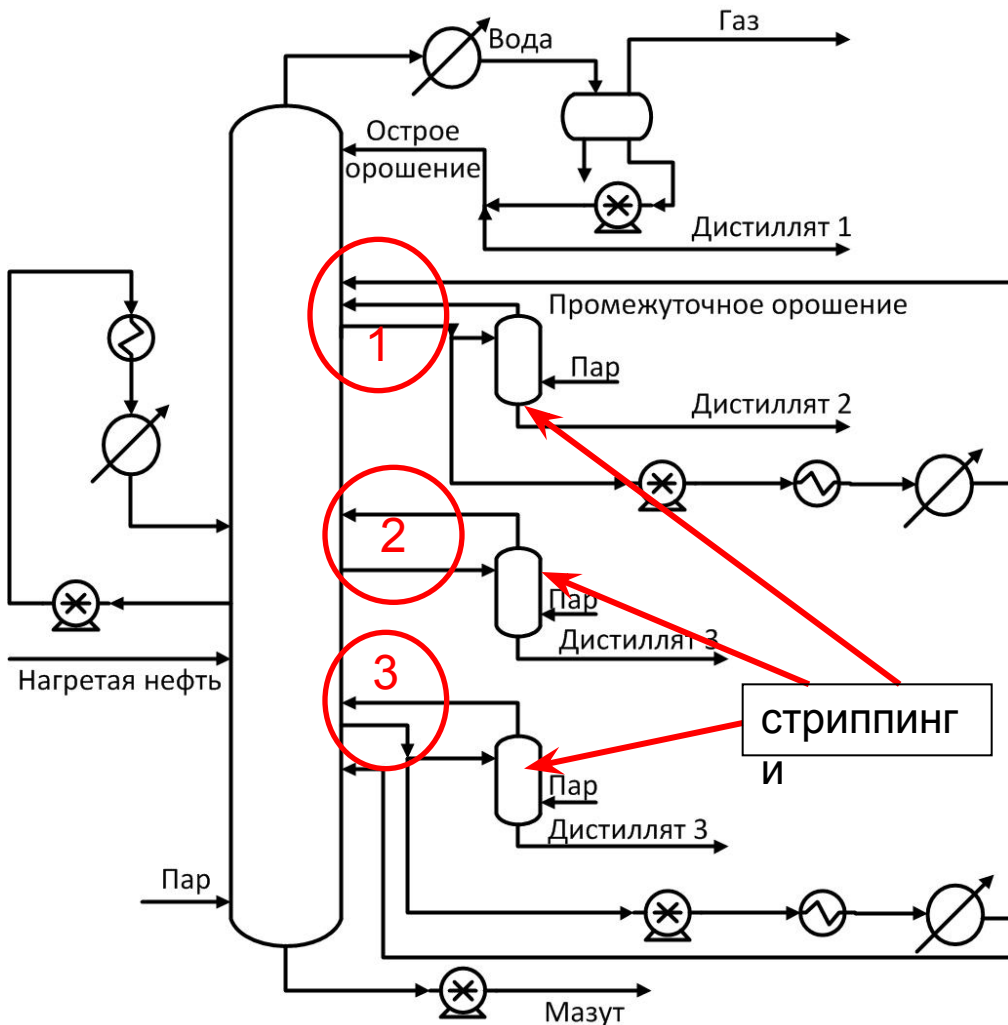 Газ
Вода
Острое
орошение
Дистиллят 1
Промежуточное орошение
1
Пар
Дистиллят 2
2
Пар
Дистиллят 3
Нагретая нефть
3
стриппинг
и
Пар
Дистиллят 3
Пар
Мазут